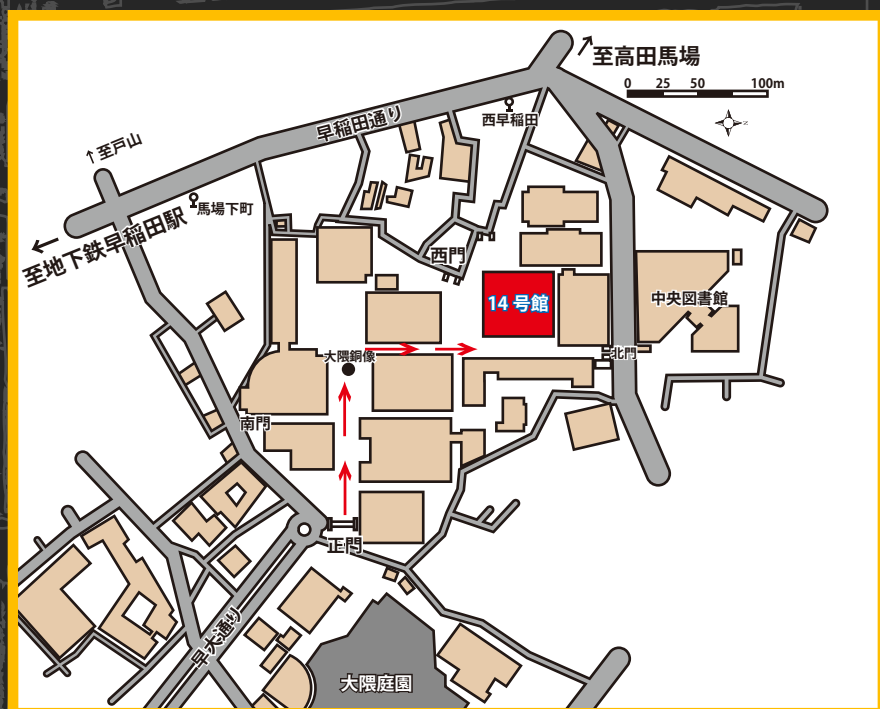 至高田馬場
0 25 50 100m
N
西早稲田
早稲田通り
↑至戸山
馬場下町
至地下鉄早稲田駅
西門
14 号館
中央図書館
大隈銅像
北門
南門
正門
早大通り
大隈庭園